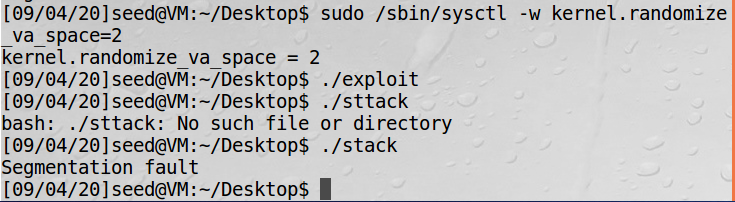 [09/04/20]seed@VM:~/Desktop$ sudo /sbin/sysctl -w kernel.randomize
_va_space=2
kernel.randomize_va_space = 2
[09/04/20]seed@VM:~/Desktop$ ./exploit
[09/04/20]seed@VM:~/Desktop$ ./sttack
bash: ./sttack: No such file or directory
[09/04/20]seed@VM:~/Desktop$ ./stack
Segmentation fault
[09/04/20]seed@VM:~/Desktop$